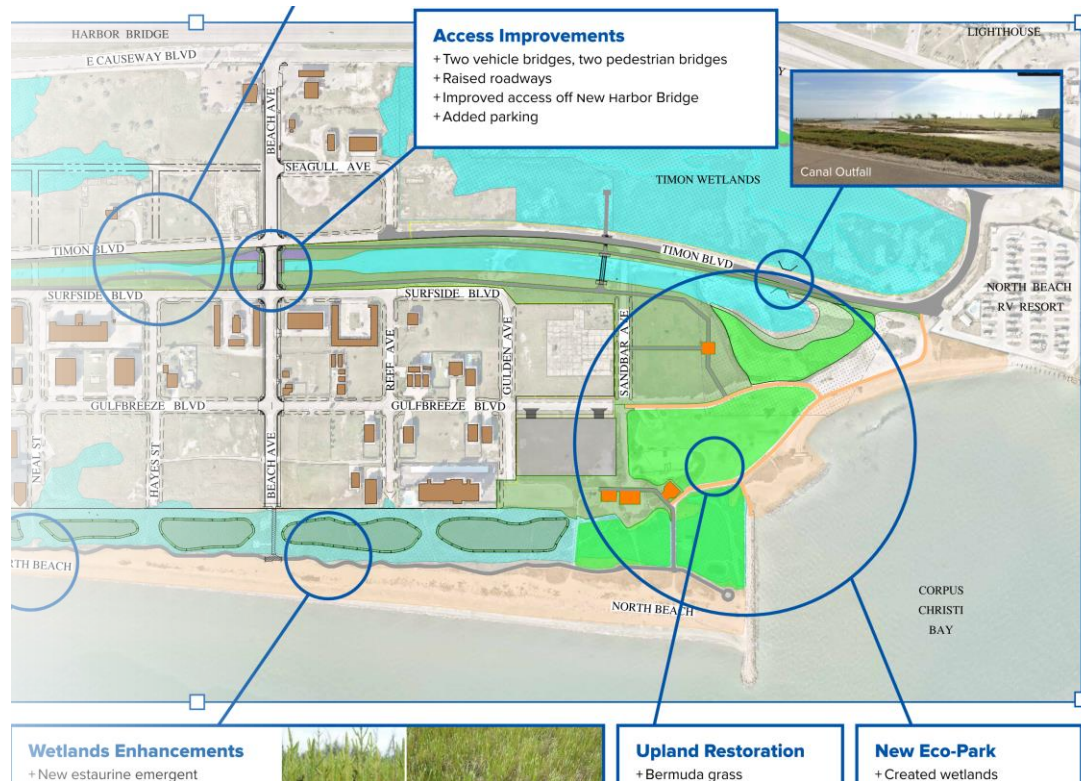 HARBOR BRIDGE
E CAUSEWAY BLVD
LIGHTHOUSE
Access Improvements
+ Two vehicle bridges, two pedestrian bridges
+ Raised roadways
+ Improved access off New Harbor Bridge
+ Added parking
Canal Outfall
BEACH AVE
SEAGULL AVE
TIMON WETLANDS
TIMON BLVD
TIMON BLVD
SURFSIDE BLVD
SURFSIDE BLVD
NORTH BEACH
RV RESORT
REEF AVE
GULDEN AVE
SANDBAR AVE
GULFBREEZE BLVD
GULFBREEZE BLVD
NEAL ST
HAYES ST
BEACH AVE
RTH BEACH
NORTH BEACH
CORPUS
CHRISTI
BAY
Wetlands Enhancements
+ New estaurine emergent
Upland Restoration
+ Bermuda grass
New Eco-Park
+ Created wetlands